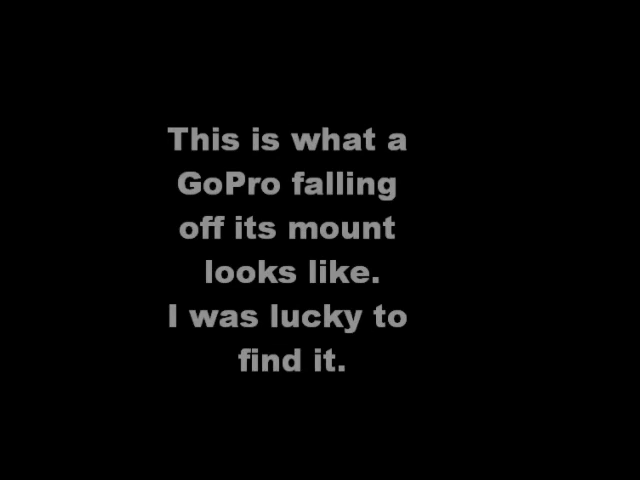 This is what a
GoPro falling
off its mount
looks like.
I was lucky to
find it.